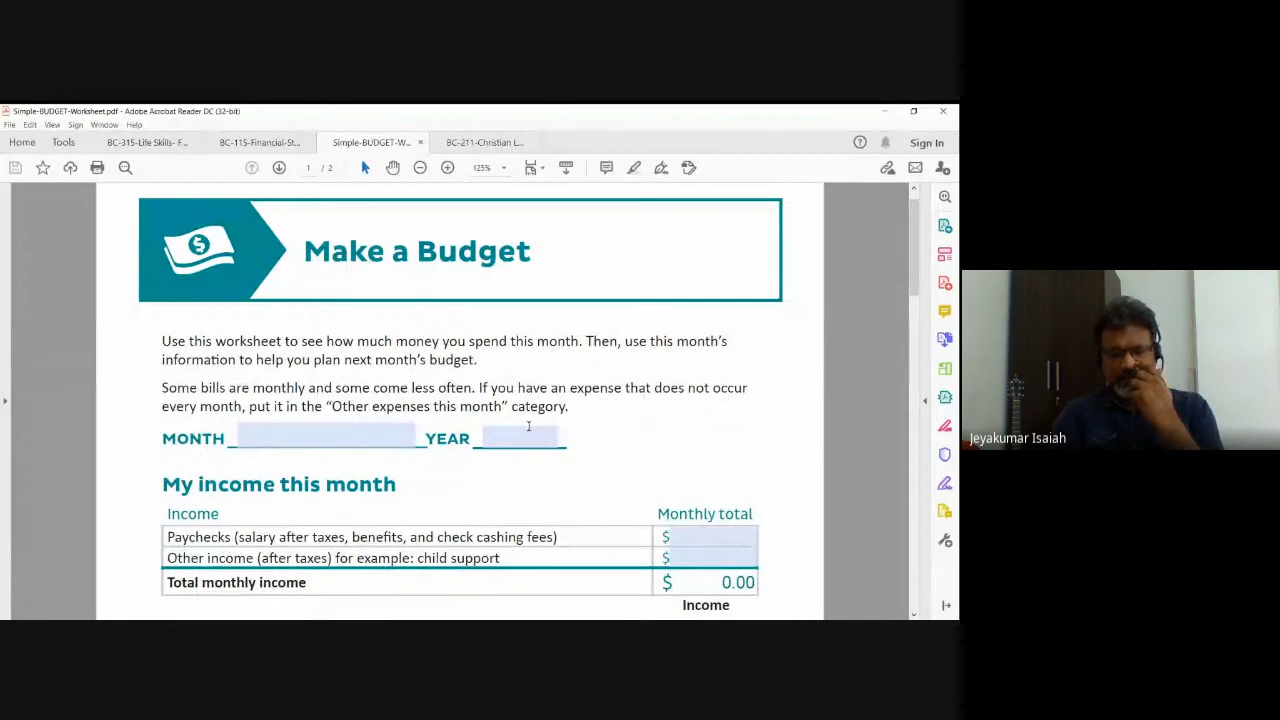 Simple-BUDGET-Worksheet.pdf - Adobe Acrobat Reader DC (32-bit)
File Edit View Sign Window Help
Home Tools BC-315-Life Skills- F... BC-115-Financial-St... Simple-BUDGET-W... × BC-211-Christian L... Sign In
1 / 2 125%
$
Make a Budget
Use this worksheet to see how much money you spend this month. Then, use this month's
information to help you plan next month's budget.
Some bills are monthly and some come less often. If you have an expense that does not occur
every month, put it in the "Other expenses this month" category.
MONTH YEAR
My income this month
Income Monthly total
Paychecks (salary after taxes, benefits, and check cashing fees) $
Other income (after taxes) for example: child support $
Total monthly income $ 0.00
Income
Jeyakumar Isaiah